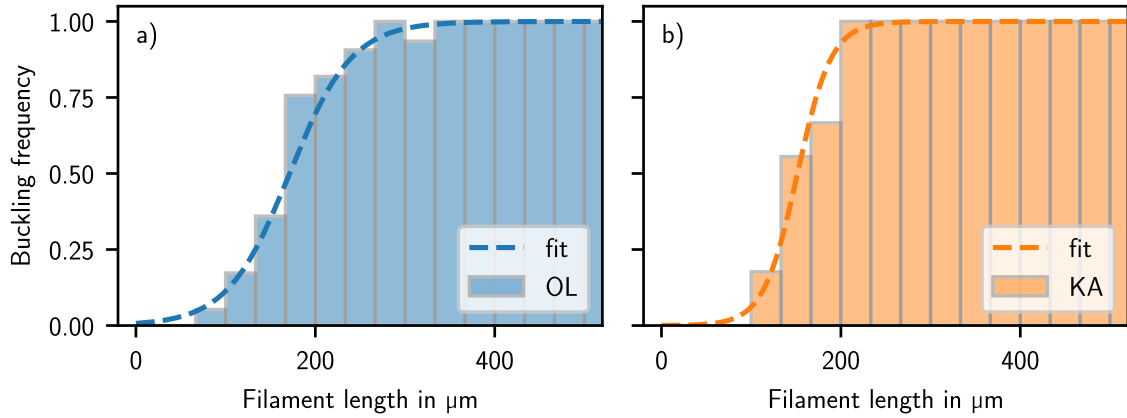 a)
1.00
0.75
0.50
0.25
0.00
Buckling frequency
fit
OL
0
200
400
Filament length in µm
b)
fit
KA
0
200
400
Filament length in µm